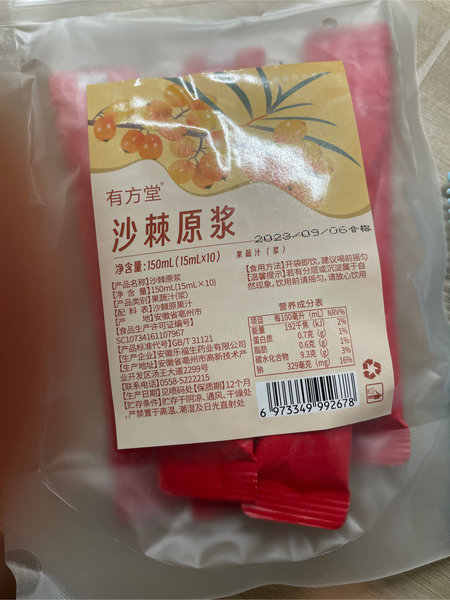 有方堂®
沙棘原浆
2023/09/06合格
净含量:150mL(15mL×10)
果蔬汁(浆)
【产品名称】沙棘原浆
【净 含 量】150mL(15mL×10)
【产品类别】果蔬汁(浆)
【配 料 表】沙棘原果汁
【产 地】安徽省亳州市
【食品生产许可证编号】
SC10734161107967
【产品标准代号】GB/T 31121
【生产企业】安徽乐福生药业有限公司
【生产地址】安徽省亳州市高新技术产
业开发区汤王大道2299号
【联系电话】0558-5222215
【生产日期】见喷码处【保质期】12个月
【贮存条件】贮存于阴凉、通风、干燥处
,严禁置于高温、潮湿及日光直射处
【食用方法】开袋即饮,建议喝前摇匀
【温馨提示】若有分层或沉淀属于自
然现象,饮用前请摇匀,请放心饮用
营养成分表
项目 每100毫升 (mL) NRV%
能量 192千焦 (kJ) 2%
蛋白质 0.7克 (g) 1%
脂肪 0.6克 (g) 1%
碳水化合物 9.3克 (g) 3%
钠 329毫克 (mg) 16%
6 973349 992678